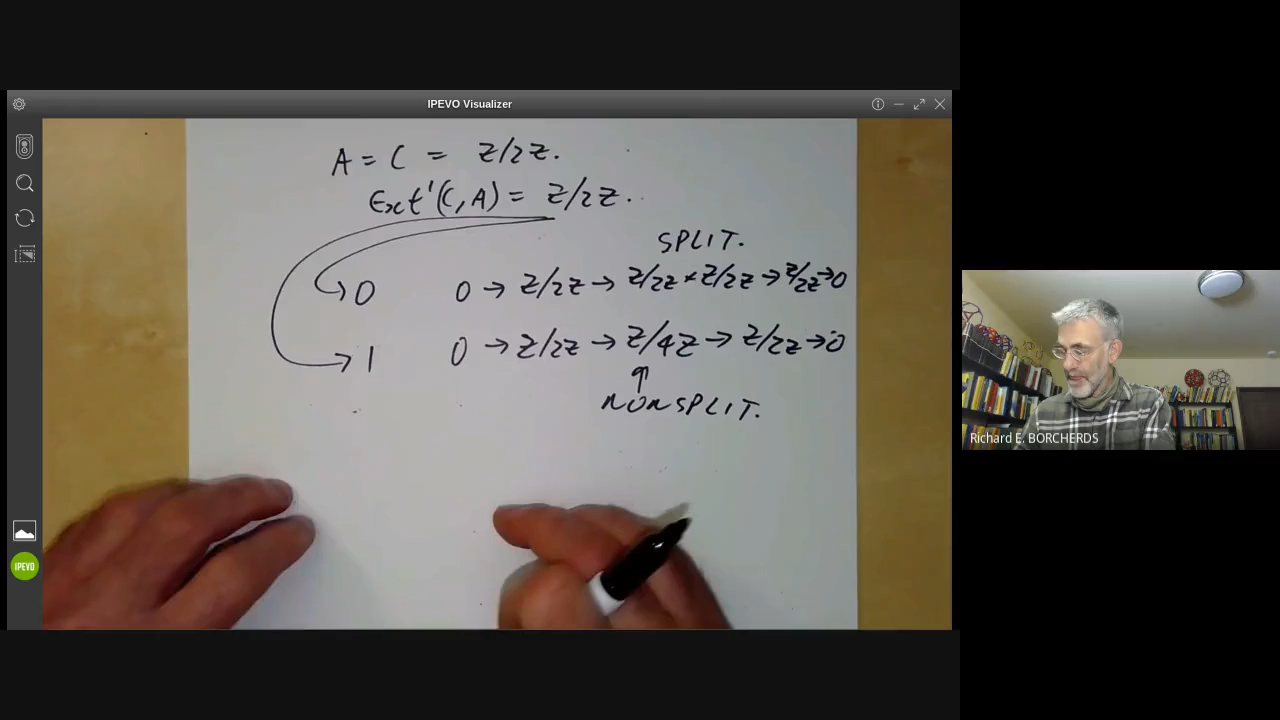 IPEVO Visualizer
A = C = Z/2Z.
Ext¹(C, A) = Z/2Z.
SPLIT.
0 0 → Z/2Z → Z/2Z × Z/2Z → Z/2Z → 0
1 0 → Z/2Z → Z/4Z → Z/2Z → 0
↑
NONSPLIT.
Richard E. BORCHERDS
IPEVO